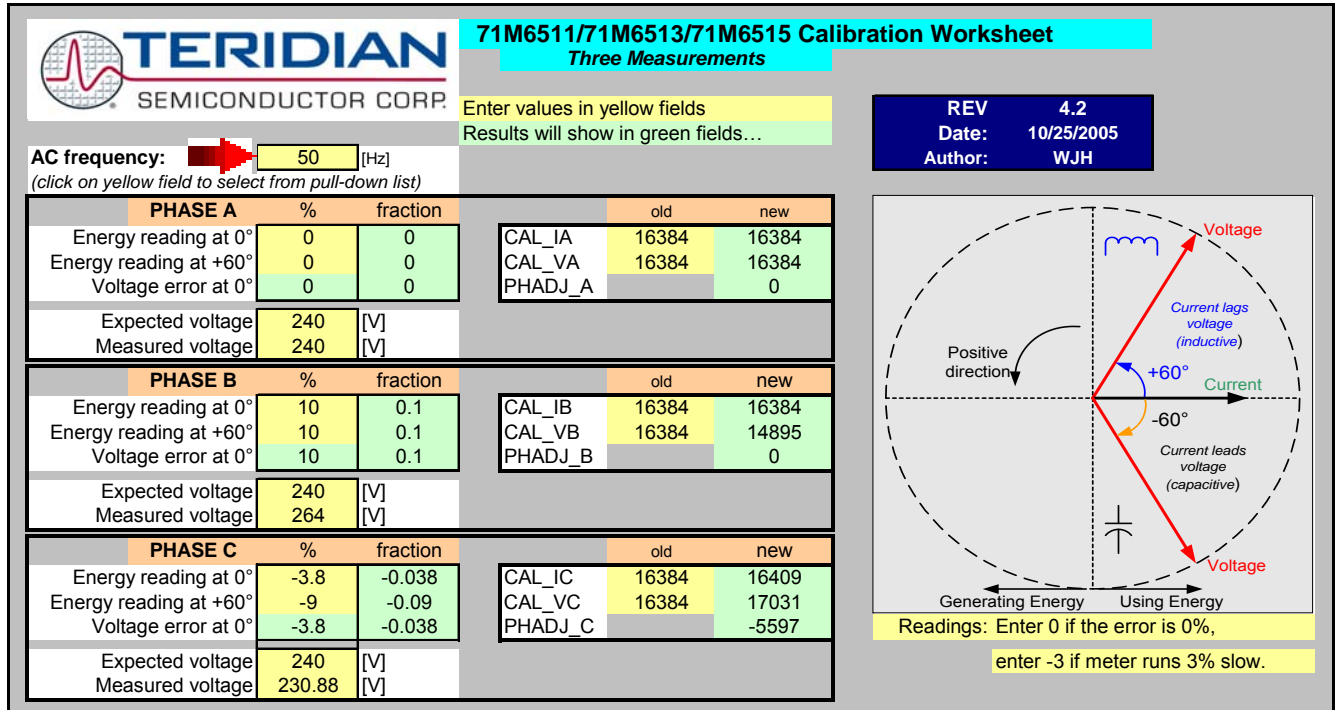 TERIDIAN
SEMICONDUCTOR CORP.
71M6511/71M6513/71M6515 Calibration Worksheet
Three Measurements
Enter values in yellow fields
Results will show in green fields…
REV 4.2
Date: 10/25/2005
Author: WJH
AC frequency: 50 [Hz]
(click on yellow field to select from pull-down list)
PHASE A % fraction old new
Energy reading at 0° 0 0 CAL_IA 16384 16384
Energy reading at +60° 0 0 CAL_VA 16384 16384
Voltage error at 0° 0 0 PHADJ_A 0
Expected voltage 240 [V]
Measured voltage 240 [V]
PHASE B % fraction old new
Energy reading at 0° 10 0.1 CAL_IB 16384 16384
Energy reading at +60° 10 0.1 CAL_VB 16384 14895
Voltage error at 0° 10 0.1 PHADJ_B 0
Expected voltage 240 [V]
Measured voltage 264 [V]
PHASE C % fraction old new
Energy reading at 0° -3.8 -0.038 CAL_IC 16384 16409
Energy reading at +60° -9 -0.09 CAL_VC 16384 17031
Voltage error at 0° -3.8 -0.038 PHADJ_C -5597
Expected voltage 240 [V]
Measured voltage 230.88 [V]
Voltage
Current lags
voltage
(inductive)
Positive
direction
+60°
Current
-60°
Current leads
voltage
(capacitive)
Voltage
Generating Energy Using Energy
Readings: Enter 0 if the error is 0%,
enter -3 if meter runs 3% slow.